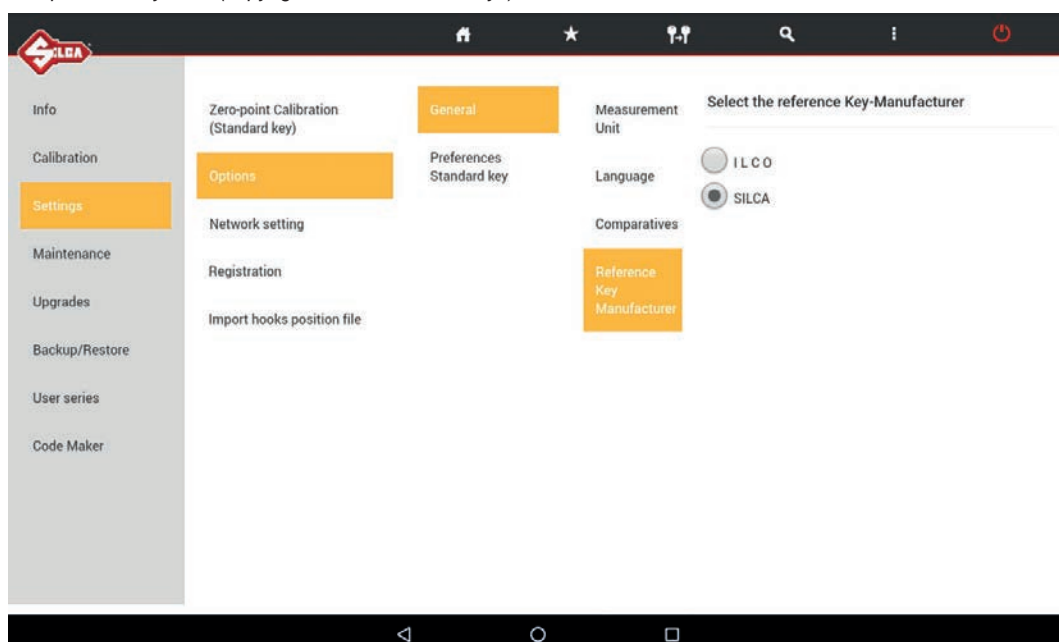 SILCA
Info
Calibration
Settings
Maintenance
Upgrades
Backup/Restore
User series
Code Maker
Zero-point Calibration
(Standard key)
Options
Network setting
Registration
Import hooks position file
General
Preferences
Standard key
Measurement
Unit
Language
Comparatives
Reference
Key
Manufacturer
Select the reference Key-Manufacturer
I L C O
SILCA